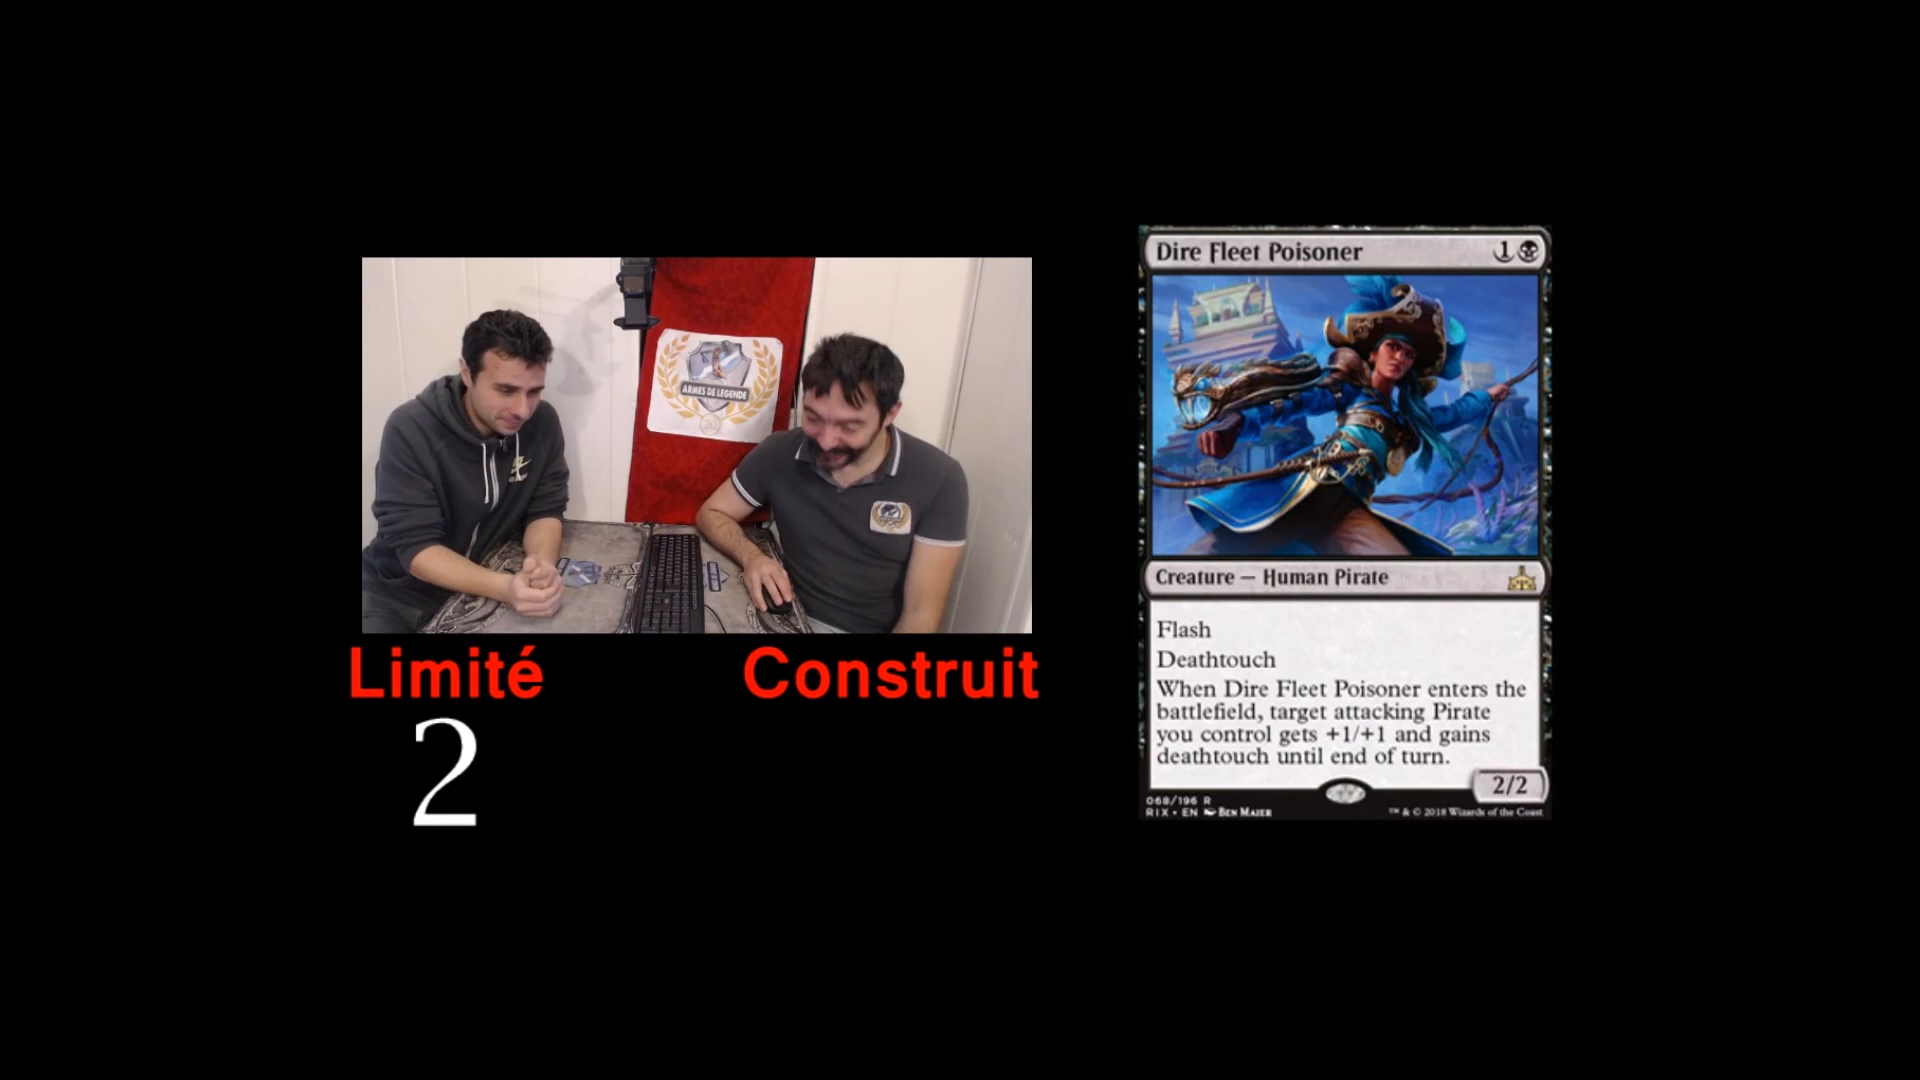 ARMES DE LEGENDE
20
Limité
Construit
2
Dire Fleet Poisoner
1
Creature — Human Pirate
Flash
Deathtouch
When Dire Fleet Poisoner enters the
battlefield, target attacking Pirate
you control gets +1/+1 and gains
deathtouch until end of turn.
2/2
068/196 R
RIX • EN BEN MAIER
™ & © 2018 Wizards of the Coast